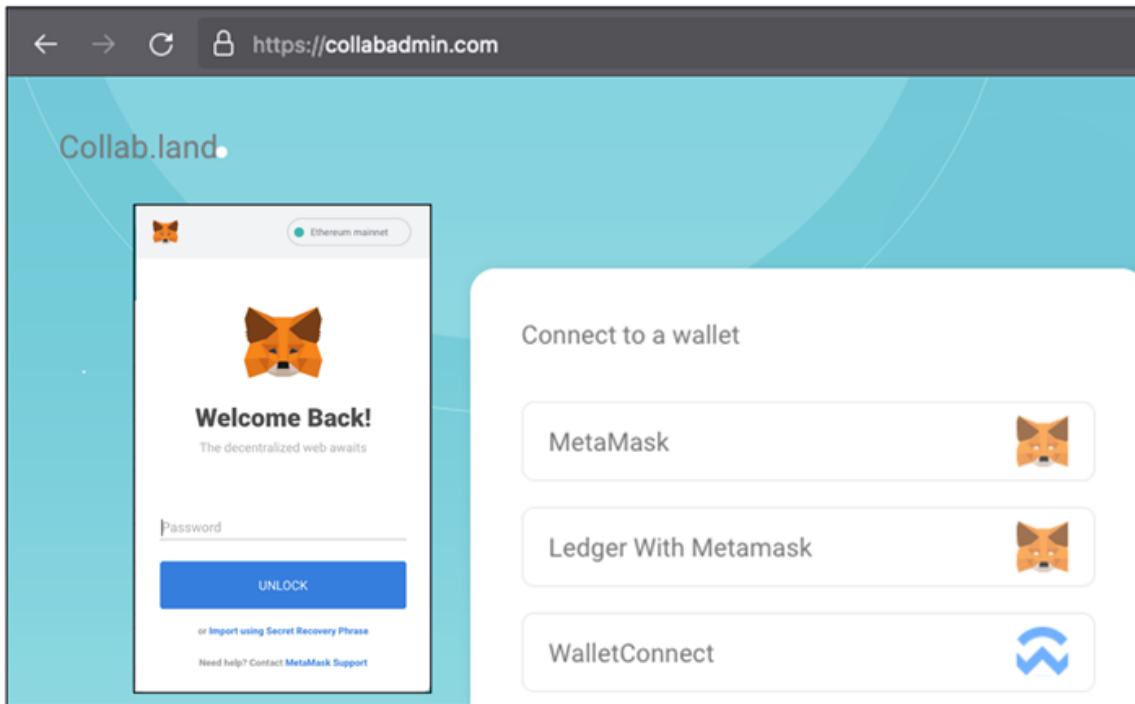 https://collabadmin.com
Collab.land
Ethereum mainnet
Welcome Back!
The decentralized web awaits
Password
UNLOCK
or Import using Secret Recovery Phrase
Need help? Contact MetaMask Support
Connect to a wallet
MetaMask
Ledger With Metamask
WalletConnect